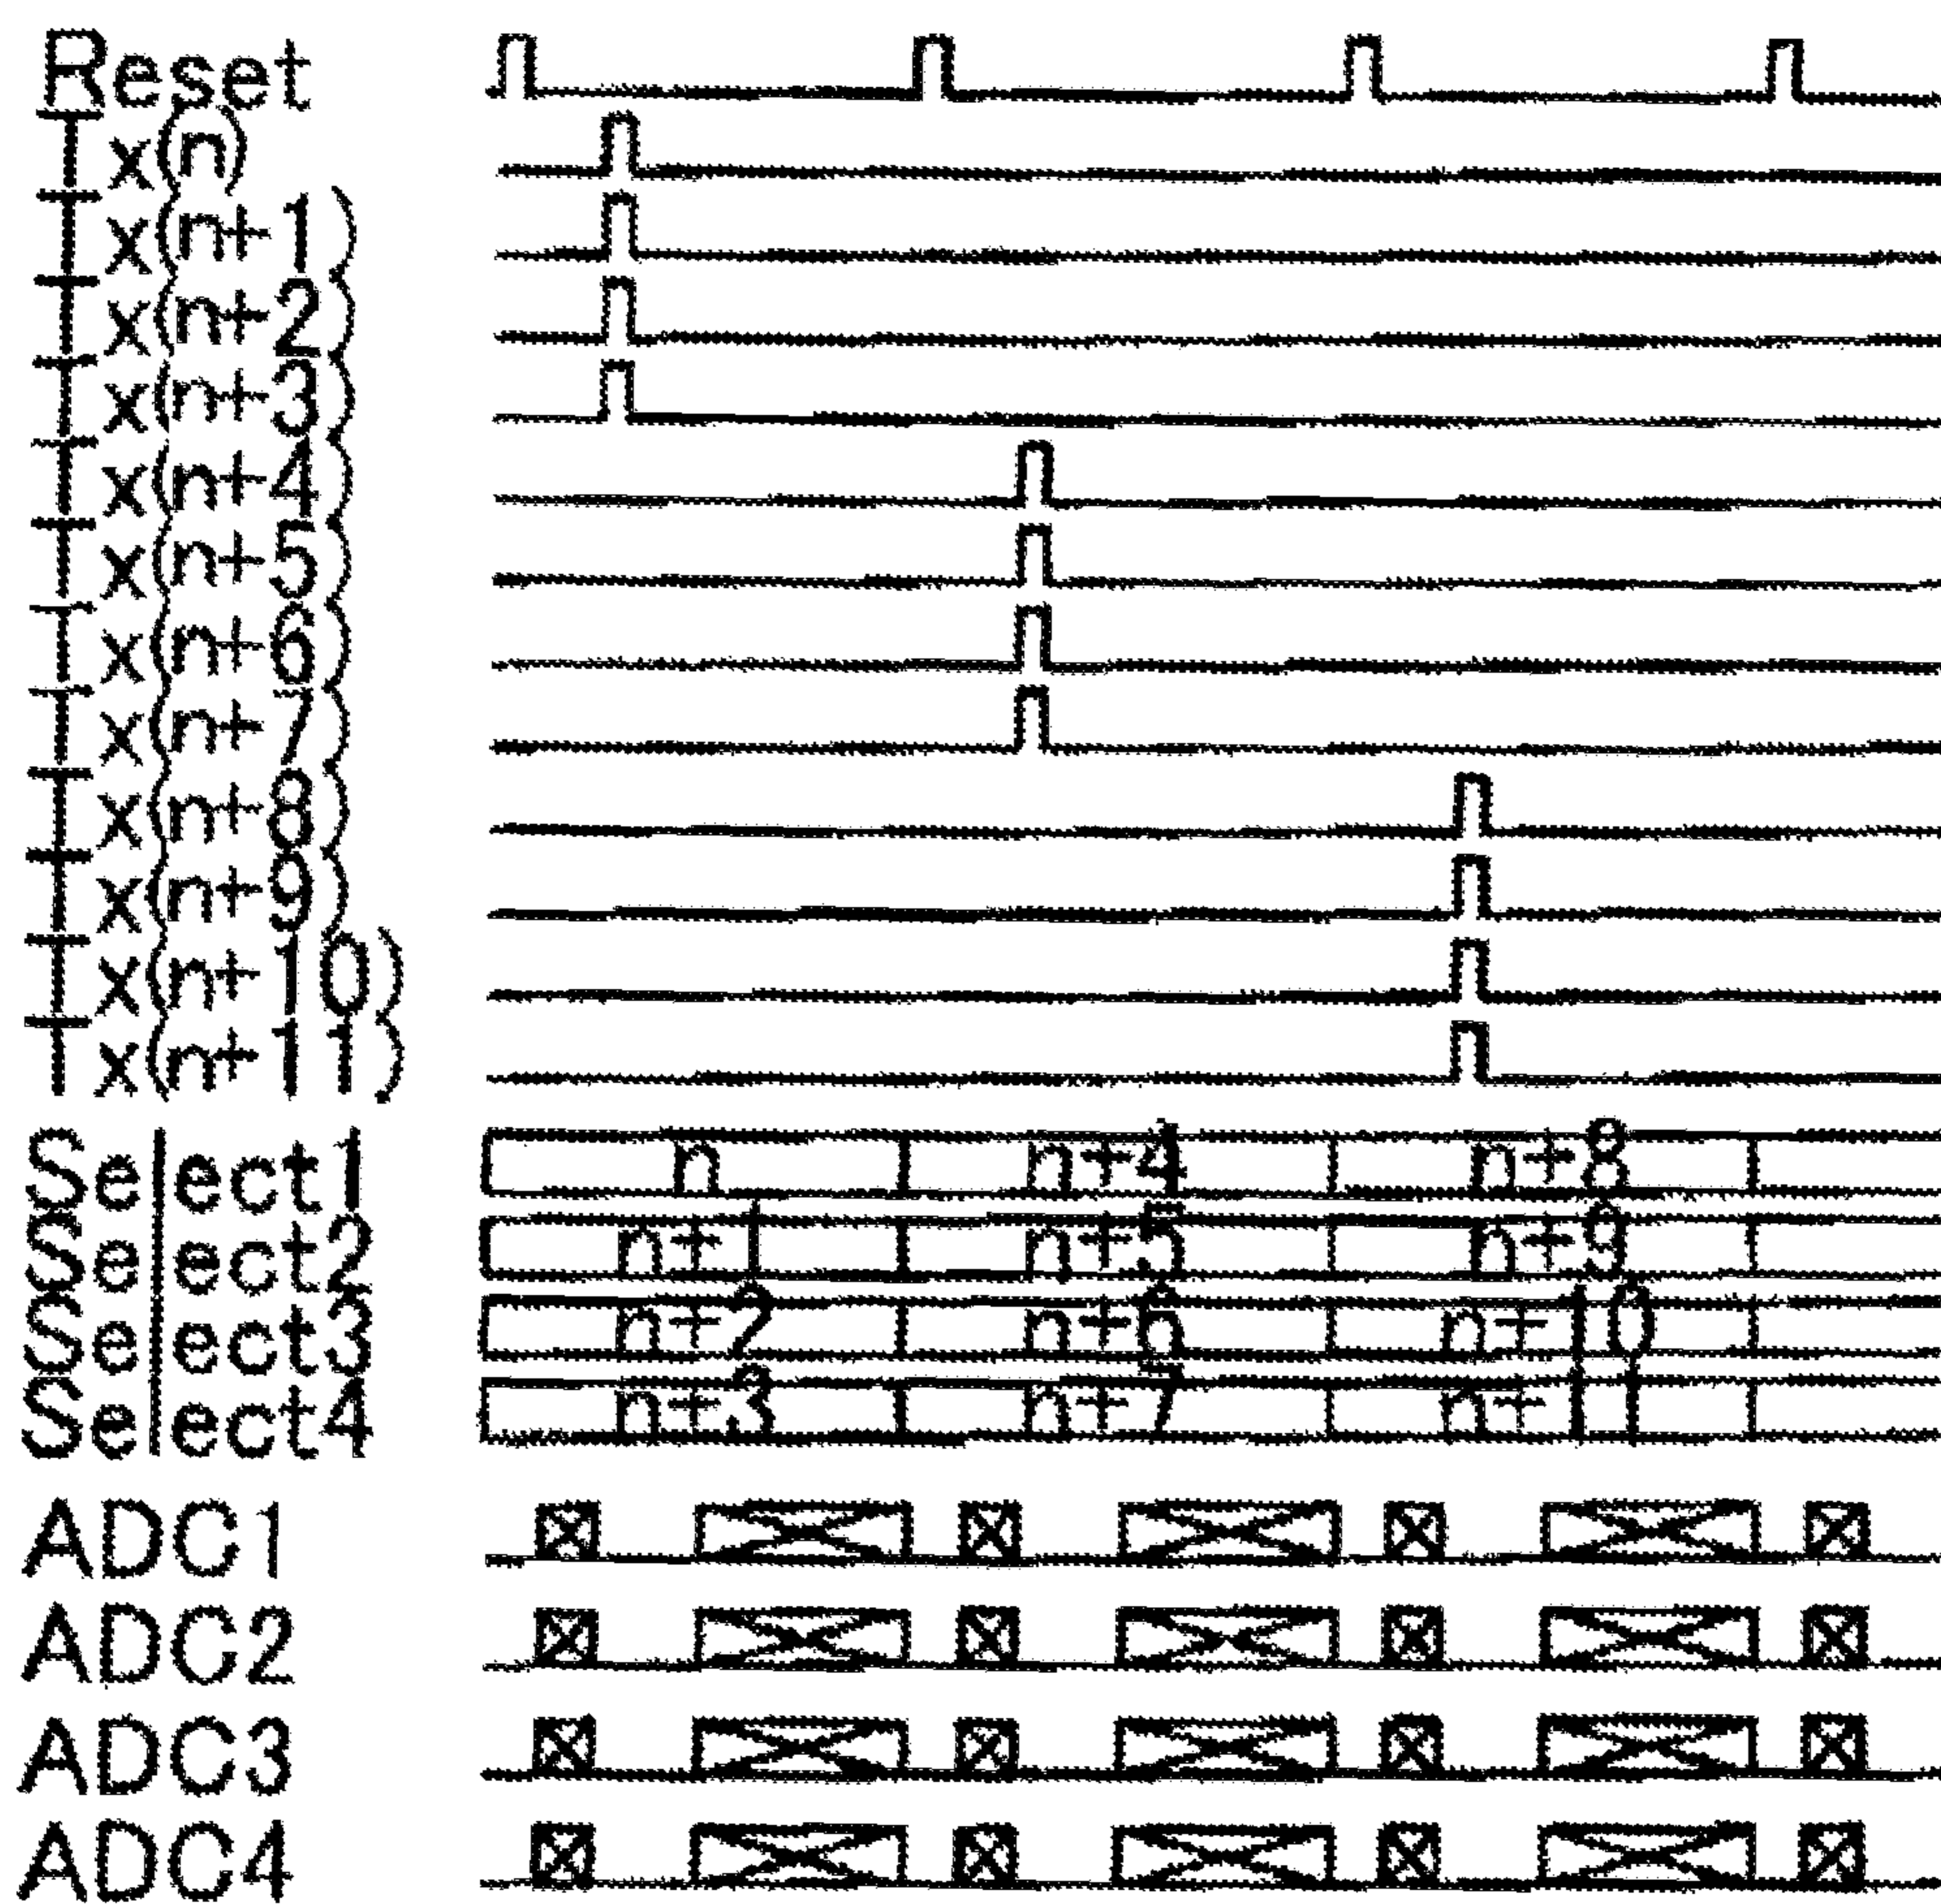 Reset
Tx(n)
Tx(n+1)
Tx(n+2)
Tx(n+3)
Tx(n+4)
Tx(n+5)
Tx(n+6)
Tx(n+7)
Tx(n+8)
Tx(n+9)
Tx(n+10)
Tx(n+11)
Select1 n n+4 n+8
Select2 n+1 n+5 n+9
Select3 n+2 n+6 n+10
Select4 n+3 n+7 n+11
ADC1
ADC2
ADC3
ADC4